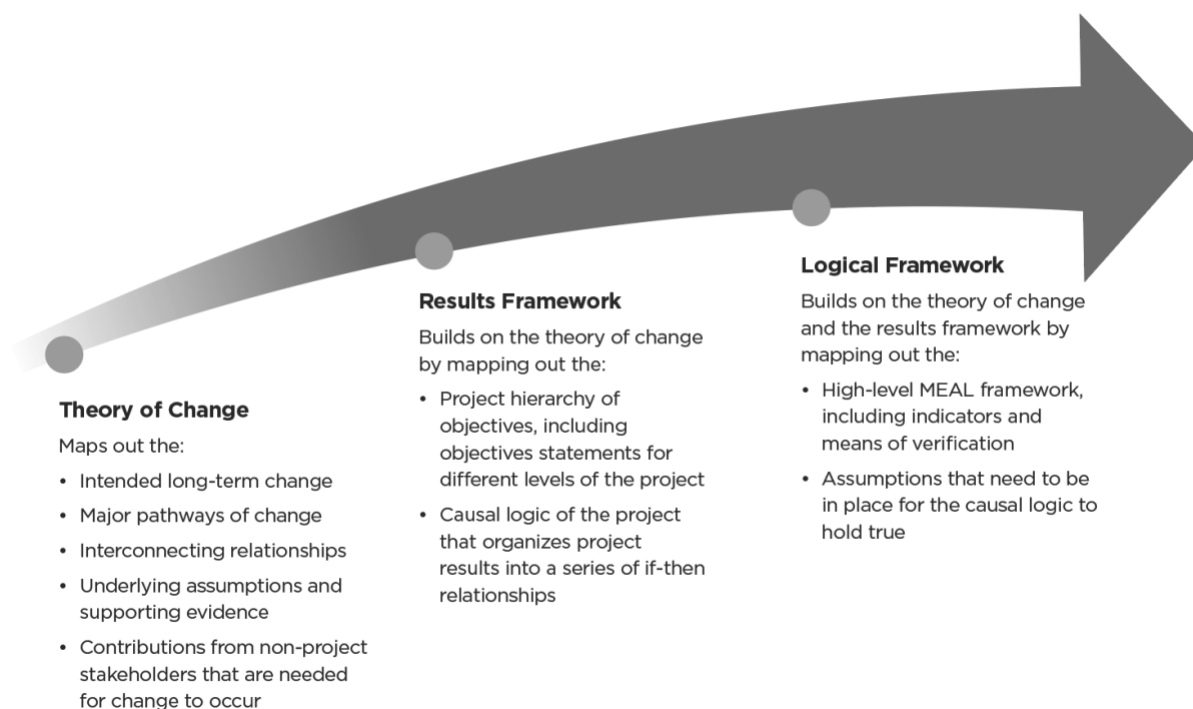 Theory of Change
Maps out the:
• Intended long-term change
• Major pathways of change
• Interconnecting relationships
• Underlying assumptions and
supporting evidence
• Contributions from non-project
stakeholders that are needed
for change to occur
Results Framework
Builds on the theory of change
by mapping out the:
• Project hierarchy of
objectives, including
objectives statements for
different levels of the project
• Causal logic of the project
that organizes project
results into a series of if-then
relationships
Logical Framework
Builds on the theory of change
and the results framework by
mapping out the:
• High-level MEAL framework,
including indicators and
means of verification
• Assumptions that need to be
in place for the causal logic to
hold true